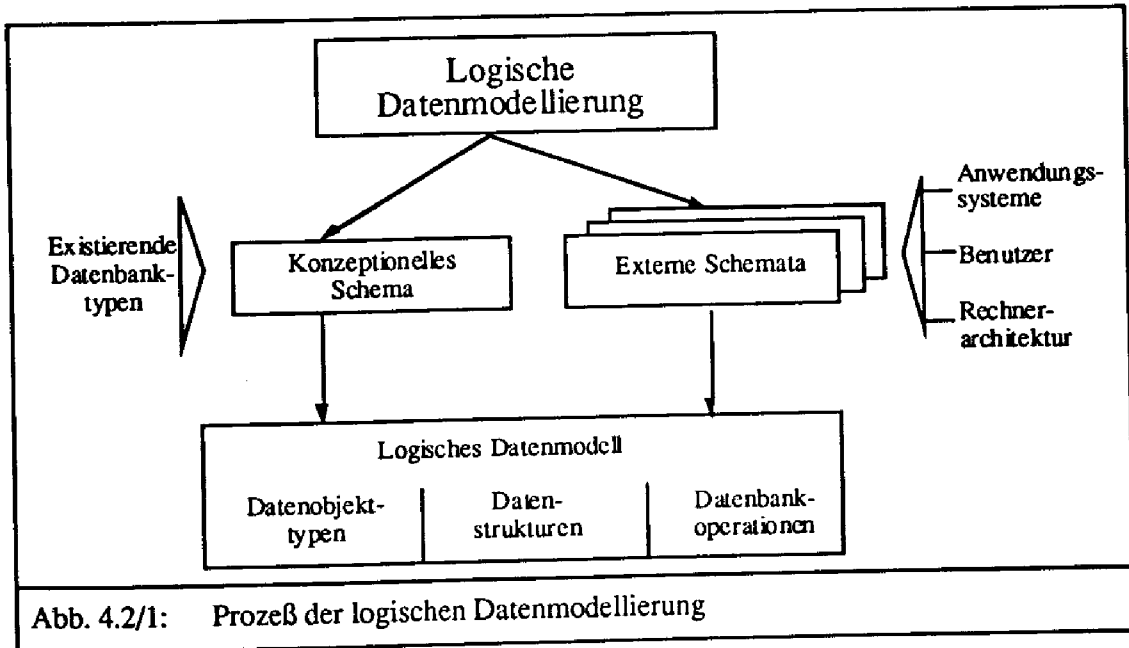 Logische
Datenmodellierung
Existierende
Datenbank-
typen
Konzeptionelles
Schema
Externe Schemata
Anwendungs-
systeme
Benutzer
Rechner-
architektur
Logisches Datenmodell
Datenobjekt-
typen
Daten-
strukturen
Datenbank-
operationen
Abb. 4.2/1: Prozeß der logischen Datenmodellierung